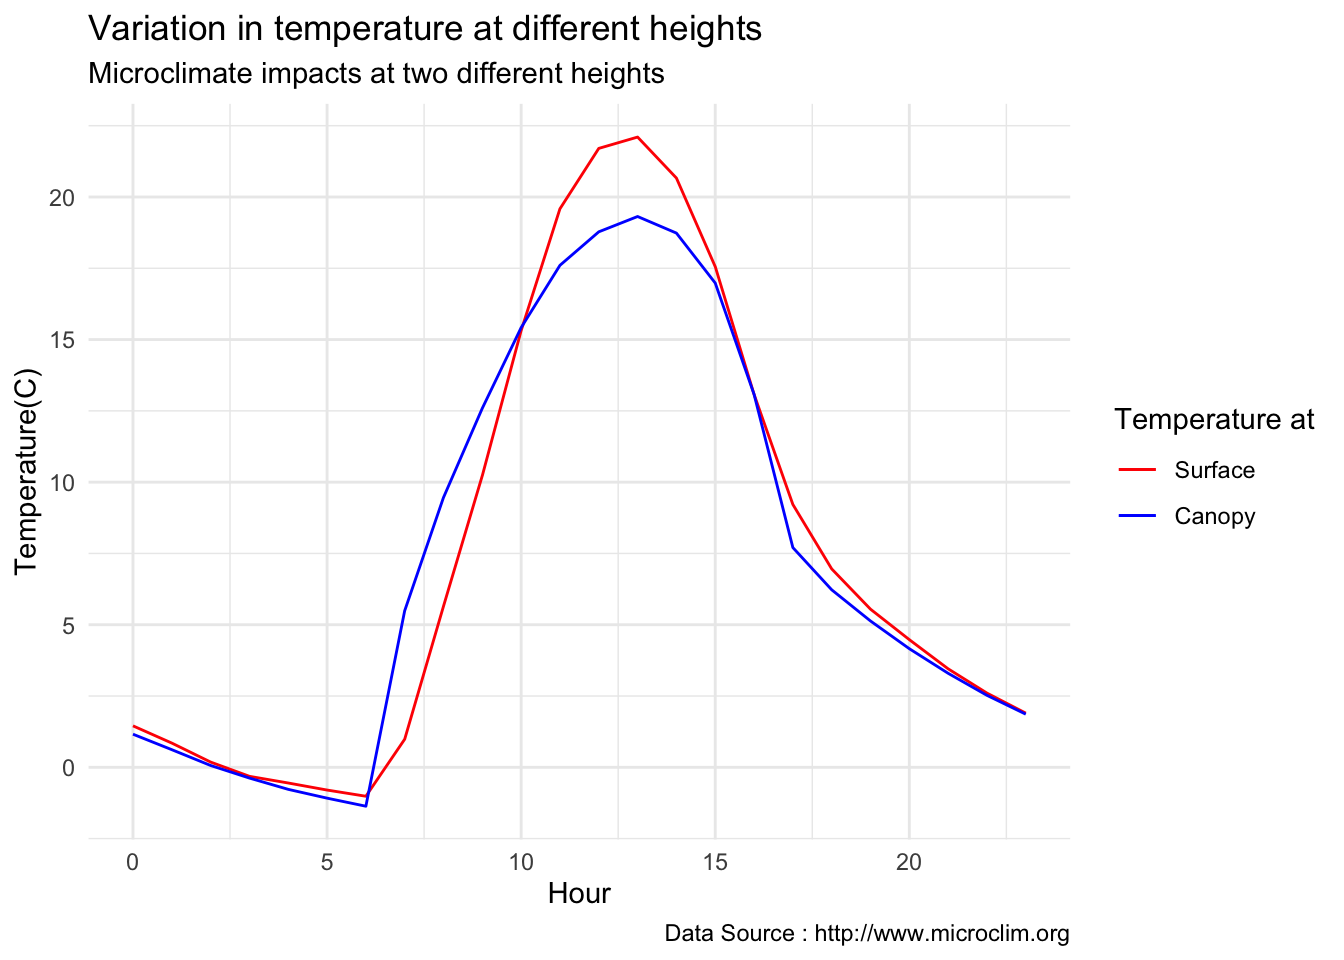 Variation in temperature at different heights
Microclimate impacts at two different heights
Temperature(C)
20
15
10
5
0
0 5 10 15 20
Hour
Temperature at
Surface
Canopy
Data Source : http://www.microclim.org